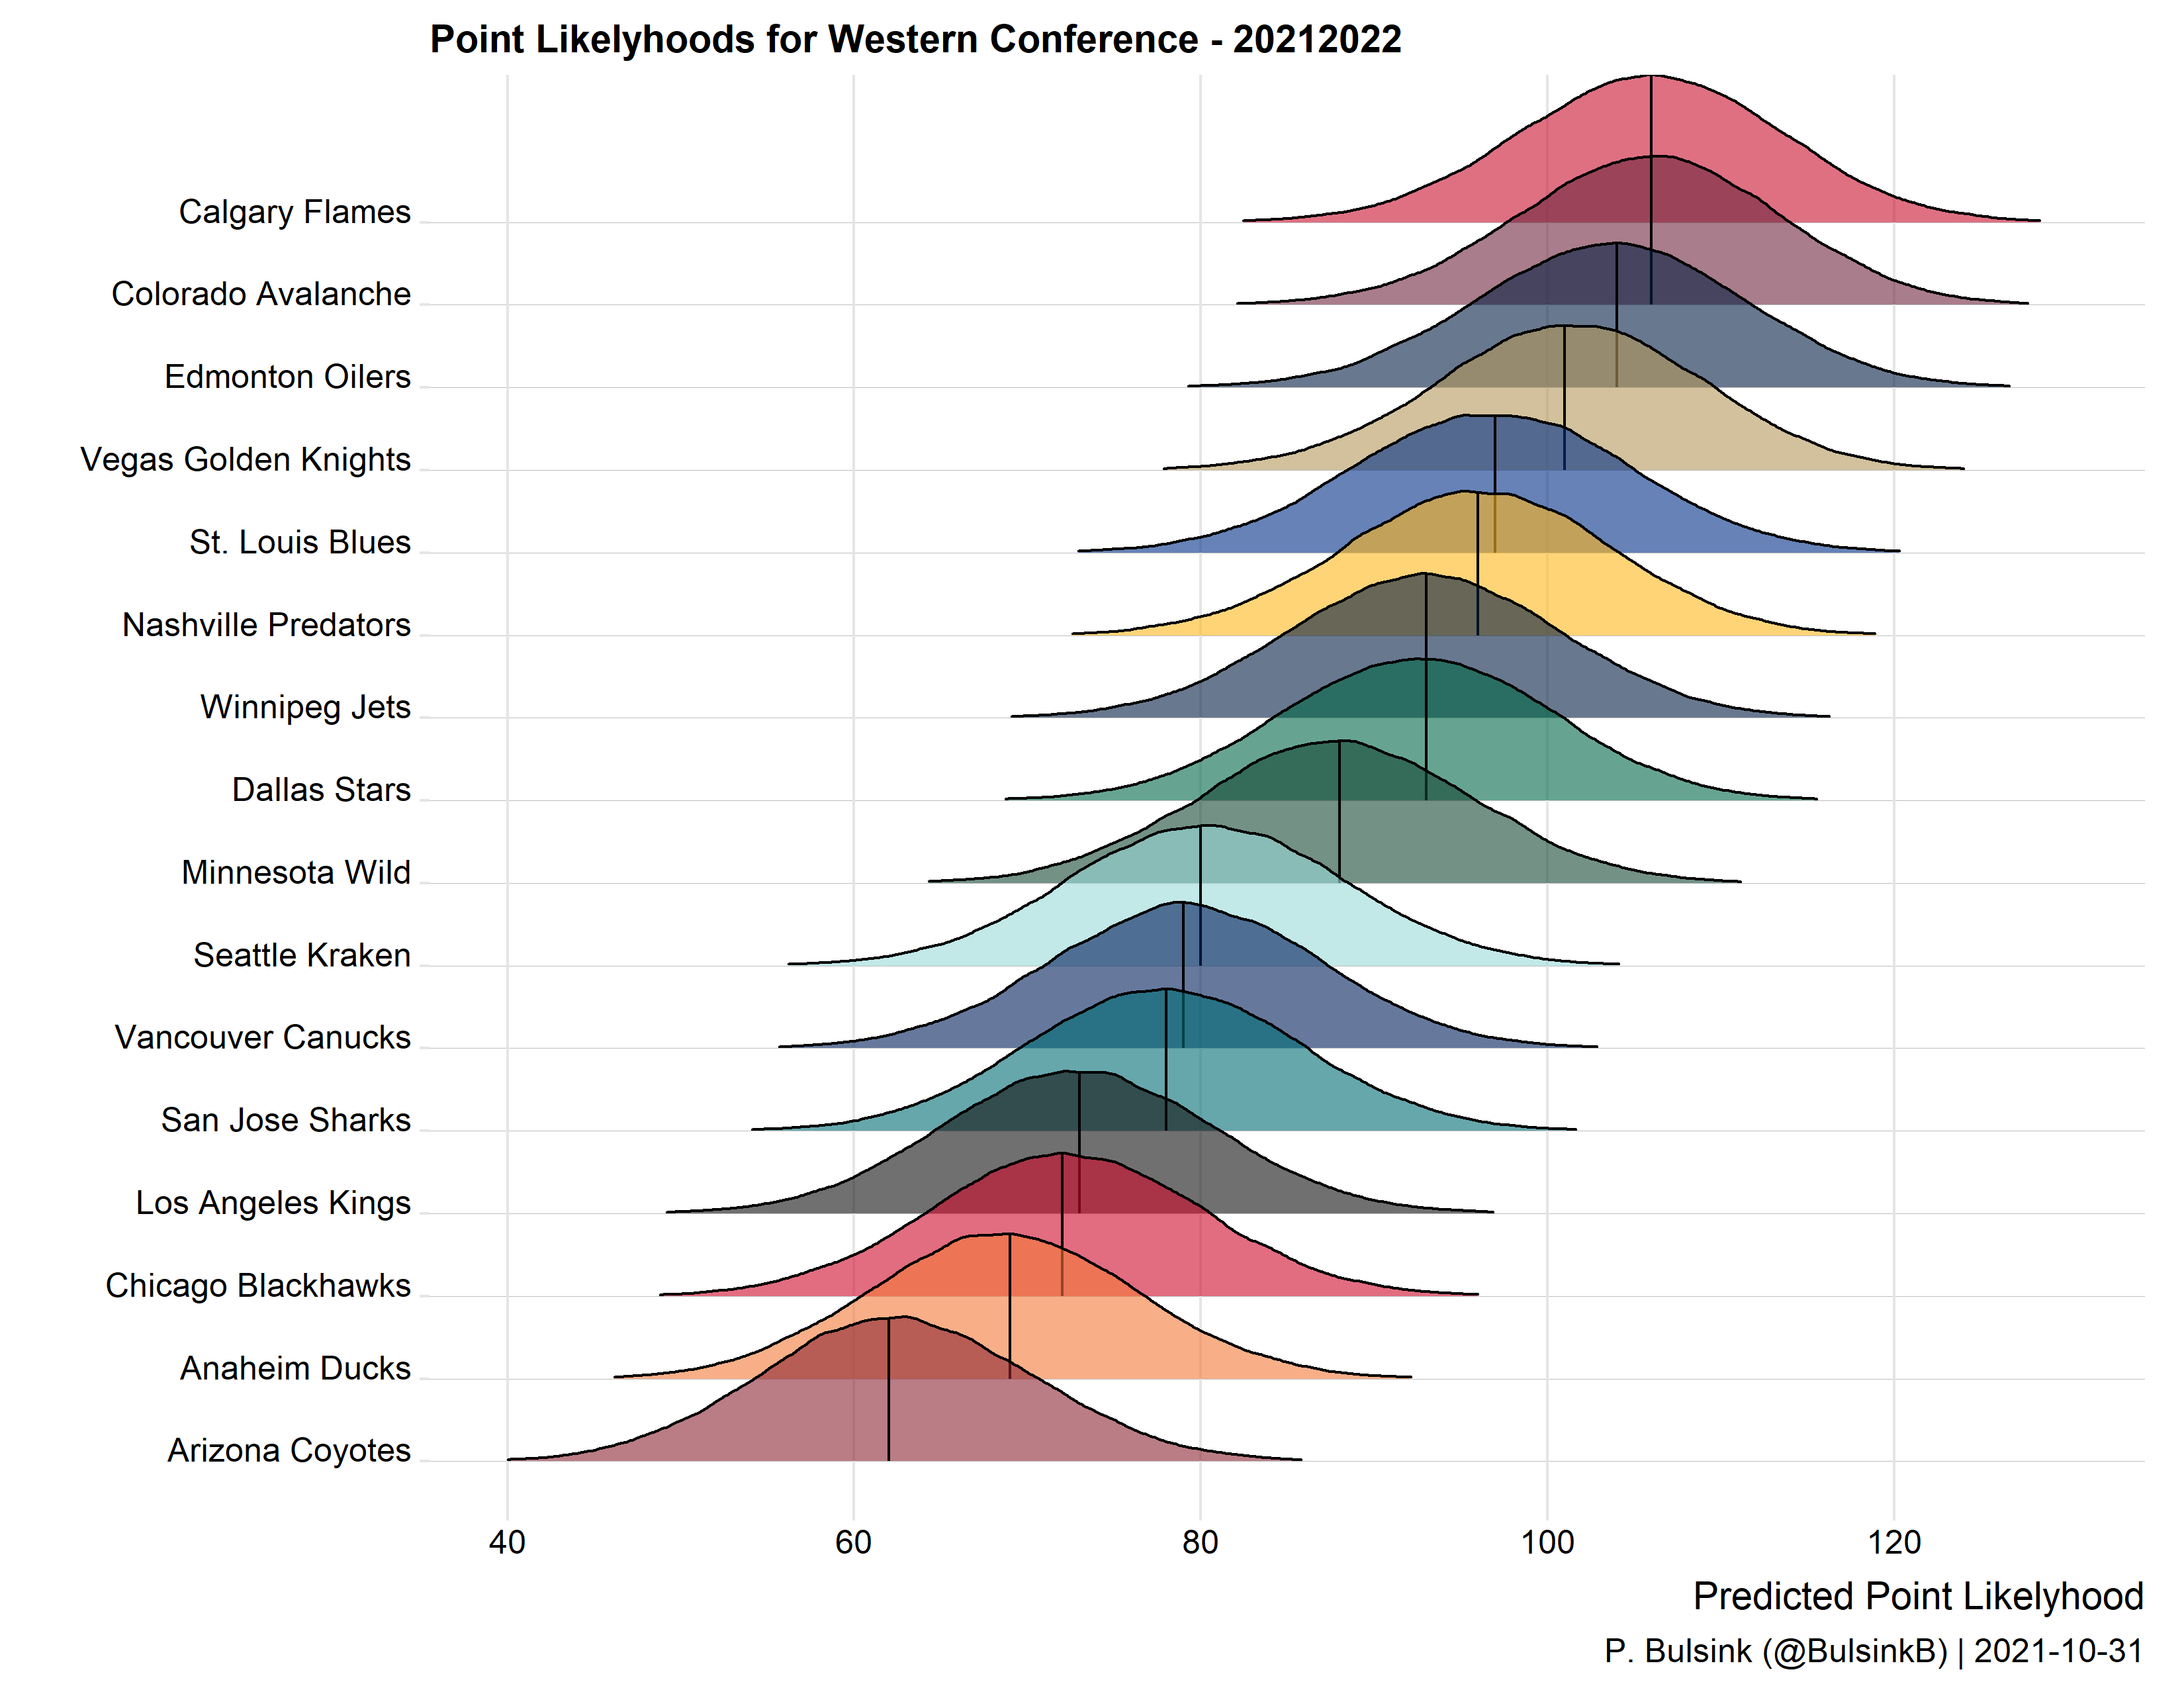 Point Likelyhoods for Western Conference - 20212022
Calgary Flames
Colorado Avalanche
Edmonton Oilers
Vegas Golden Knights
St. Louis Blues
Nashville Predators
Winnipeg Jets
Dallas Stars
Minnesota Wild
Seattle Kraken
Vancouver Canucks
San Jose Sharks
Los Angeles Kings
Chicago Blackhawks
Anaheim Ducks
Arizona Coyotes
40 60 80 100 120
Predicted Point Likelyhood
P. Bulsink (@BulsinkB) | 2021-10-31